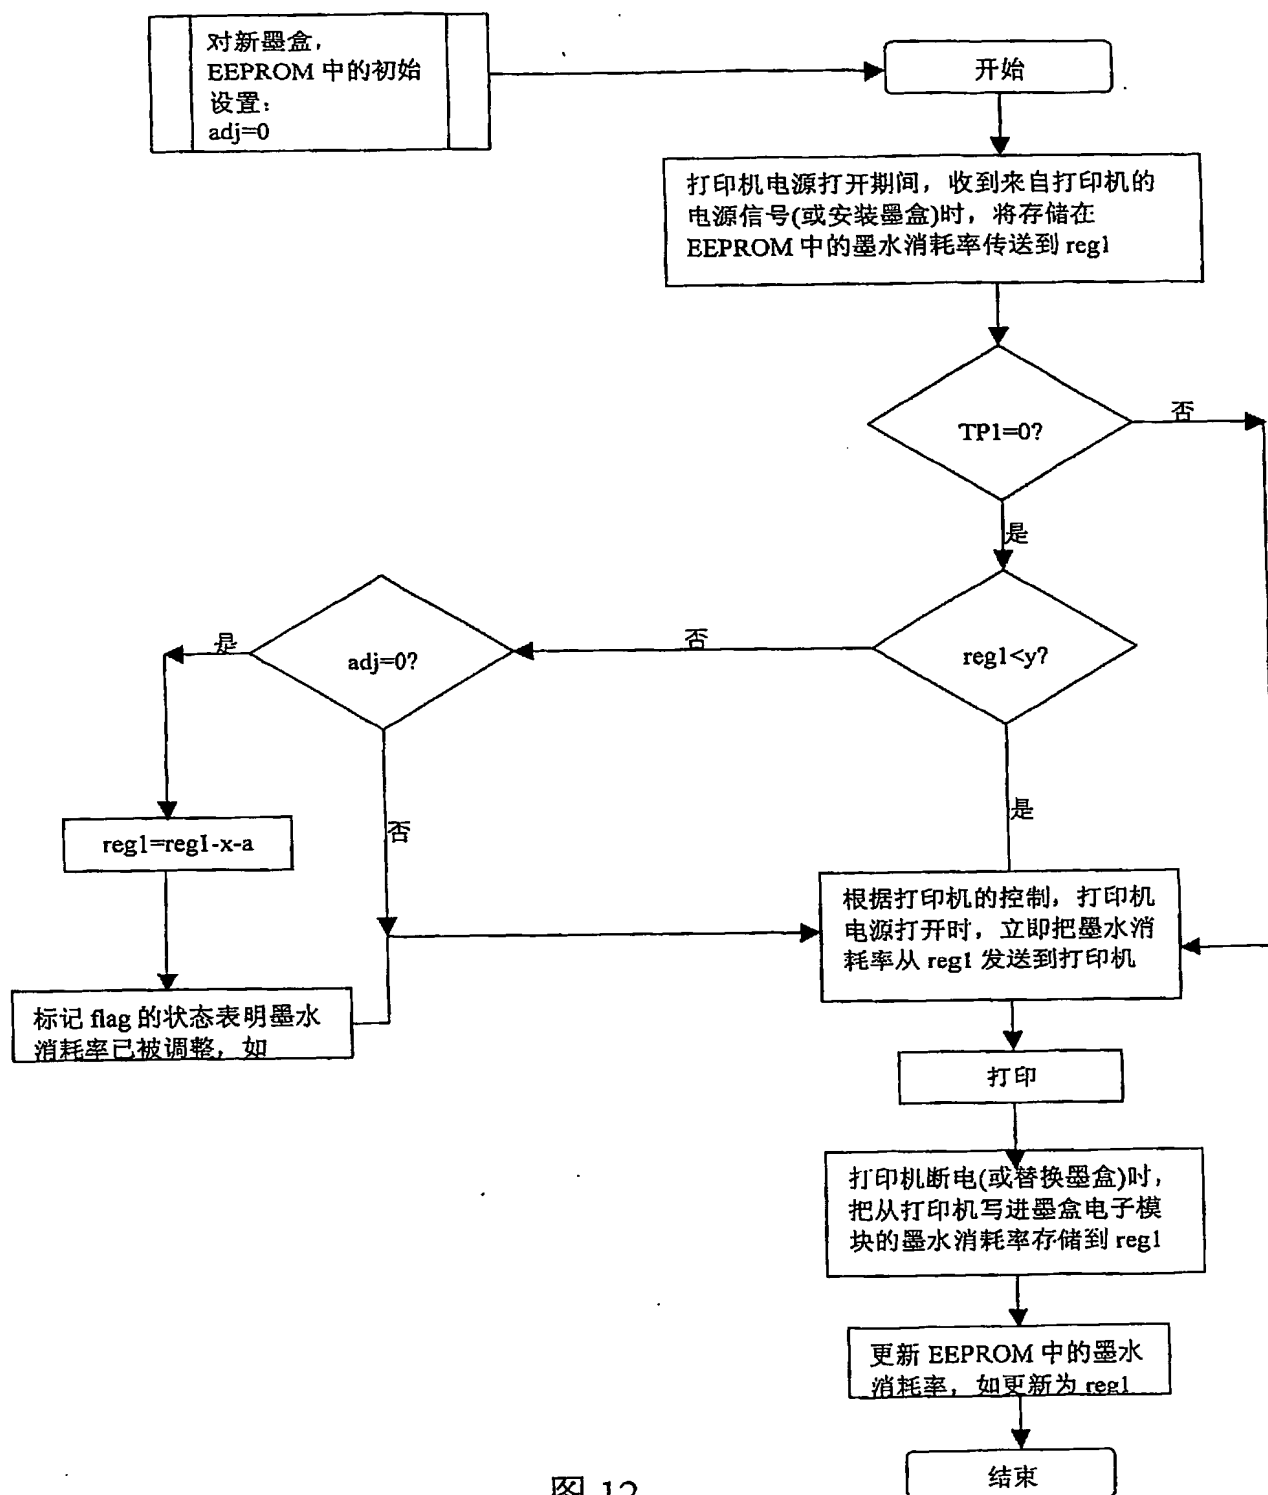 对新墨盒，
EEPROM 中的初始
设置：
adj=0
开始
打印机电源打开期间，收到来自打印机的
电源信号(或安装墨盒)时，将存储在
EEPROM 中的墨水消耗率传送到 reg1
TP1=0?
否
是
reg1<y?
否
adj=0?
是
是
否
reg1=reg1-x-a
根据打印机的控制，打印机
电源打开时，立即把墨水消
耗率从 reg1 发送到打印机
标记 flag 的状态表明墨水
消耗率已被调整，如
打印
打印机断电(或替换墨盒)时，
把从打印机写进墨盒电子模
块的墨水消耗率存储到 reg1
更新 EEPROM 中的墨水
消耗率，如更新为 reg1
结束
图 12